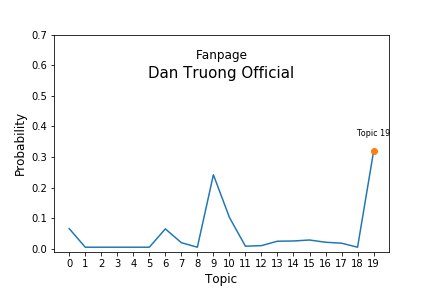 Fanpage
Dan Truong Official
Topic 19
Probability
0.7
0.6
0.5
0.4
0.3
0.2
0.1
0.0
0 1 2 3 4 5 6 7 8 9 10 11 12 13 14 15 16 17 18 19
Topic